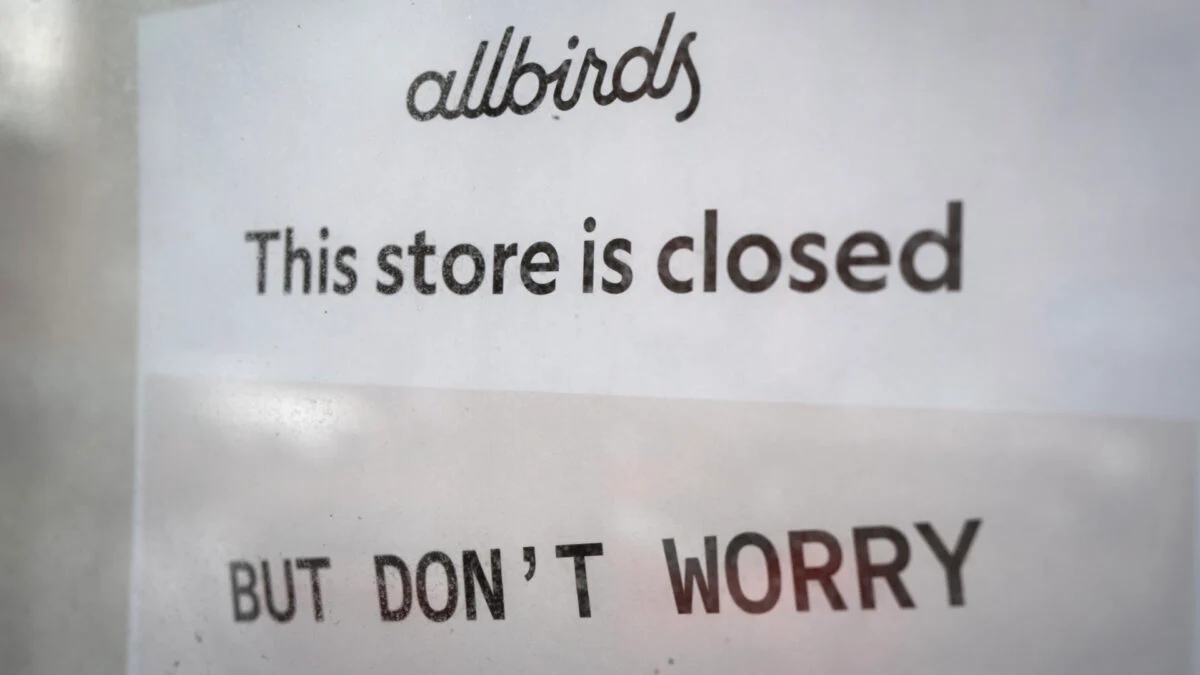 allbirds
This store is closed
BUT DON'T WORRY